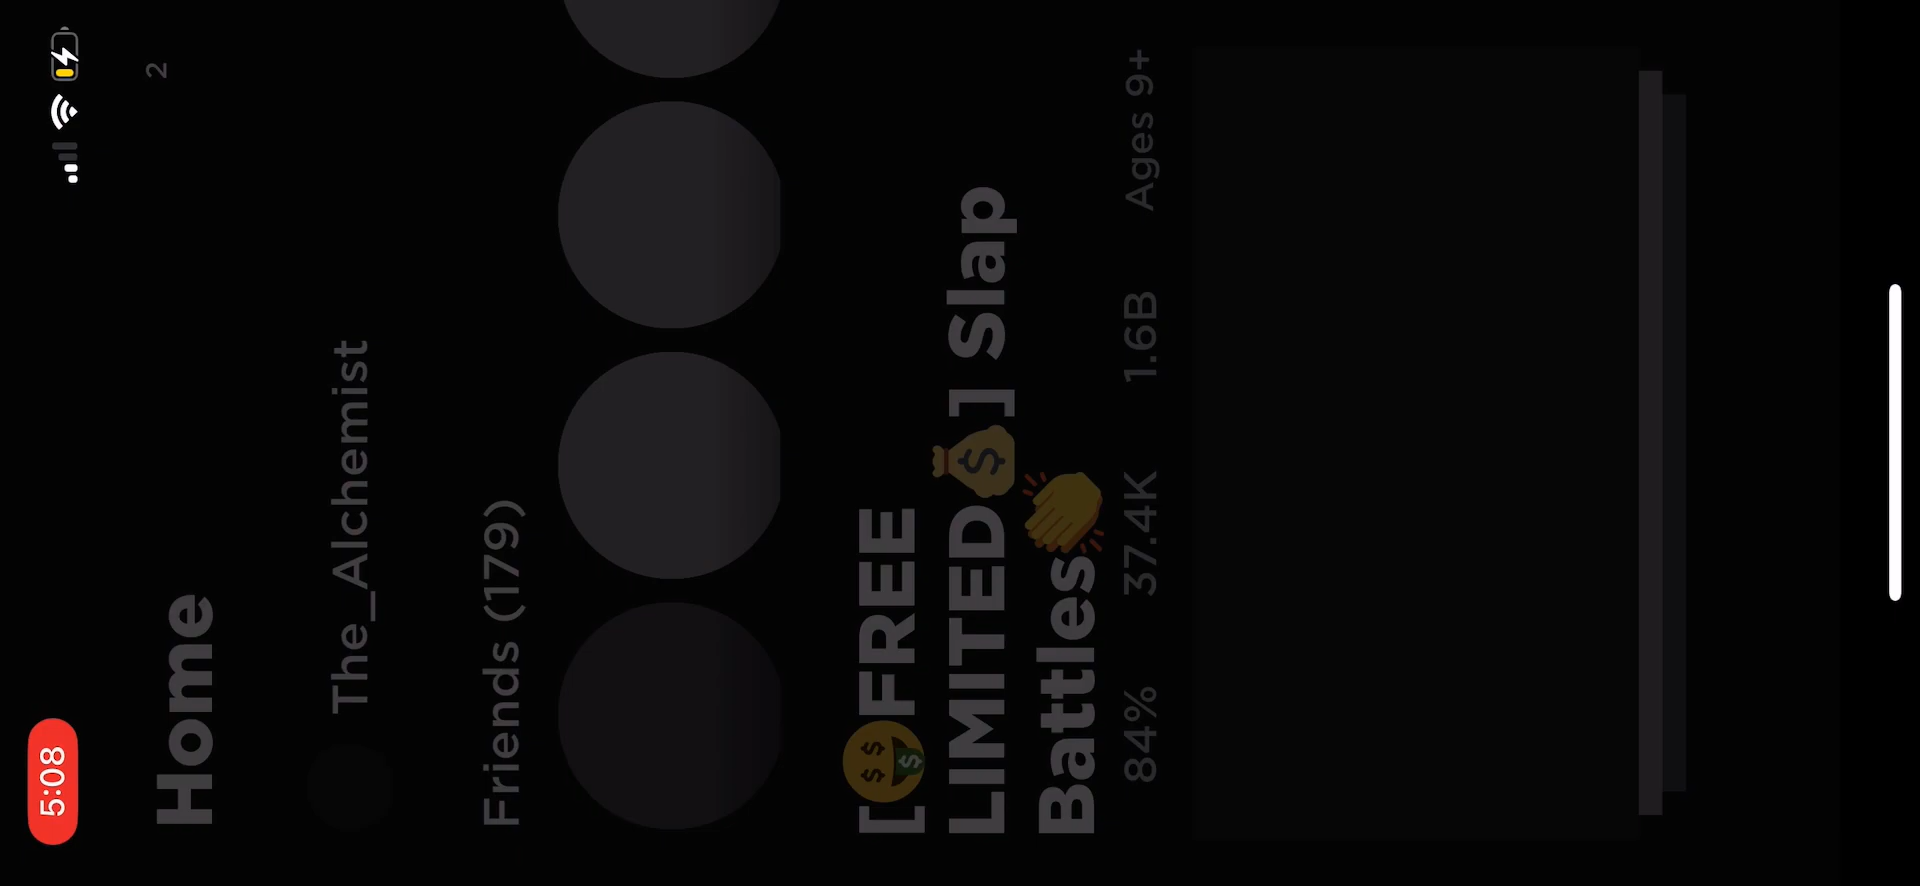 5:08
2
Home
The_Alchemist
Friends (179)
[🤑FREE
LIMITED💰] Slap
Battles👏
84% 37.4K 1.6B Ages 9+